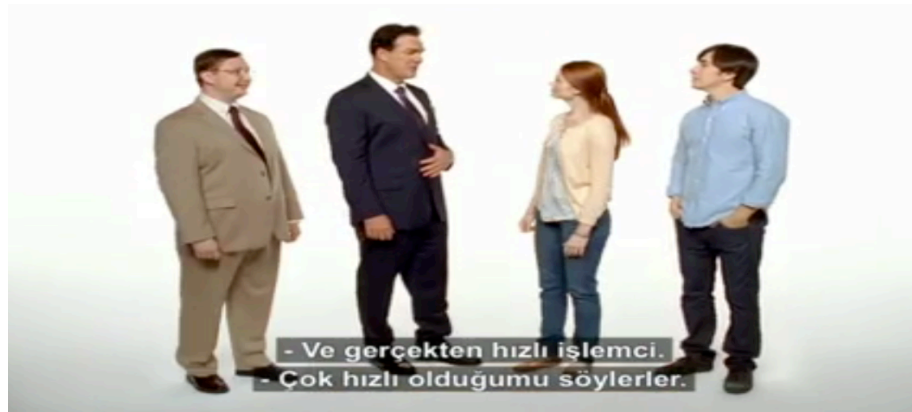 - Ve gerçekten hızlı işlemci.
- Çok hızlı olduğumu söylerler.